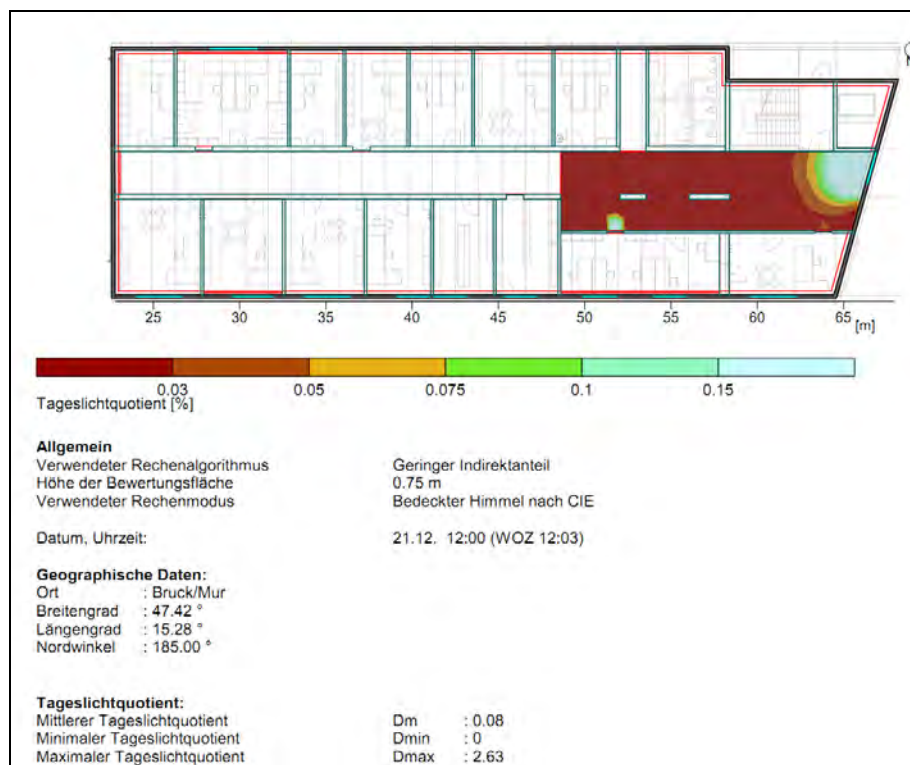 25 30 35 40 45 50 55 60 65 [m]
0.03 0.05 0.075 0.1 0.15
Tageslichtquotient [%]
Allgemein
Verwendeter Rechenalgorithmus Geringer Indirektanteil
Höhe der Bewertungsfläche 0.75 m
Verwendeter Rechenmodus Bedeckter Himmel nach CIE
Datum, Uhrzeit: 21.12. 12:00 (WOZ 12:03)
Geographische Daten:
Ort : Bruck/Mur
Breitengrad : 47.42 °
Längengrad : 15.28 °
Nordwinkel : 185.00 °
Tageslichtquotient:
Mittlerer Tageslichtquotient Dm : 0.08
Minimaler Tageslichtquotient Dmin : 0
Maximaler Tageslichtquotient Dmax : 2.63